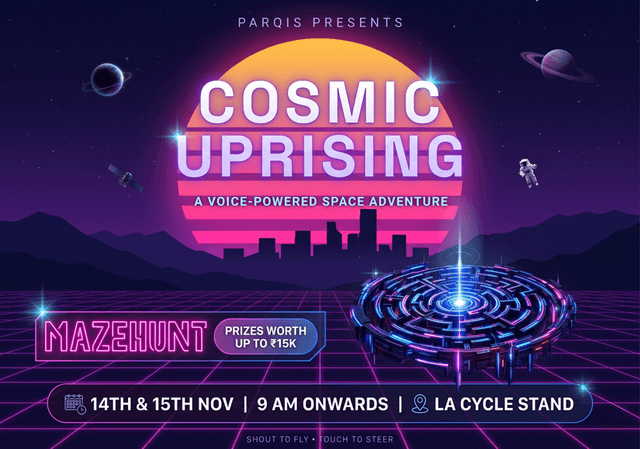 PARQIS PRESENTS
COSMIC
UPRISING
A VOICE-POWERED SPACE ADVENTURE
MAZEHUNT
PRIZES WORTH
UP TO ₹15K
14TH & 15TH NOV | 9 AM ONWARDS | LA CYCLE STAND
SHOUT TO FLY • TOUCH TO STEER